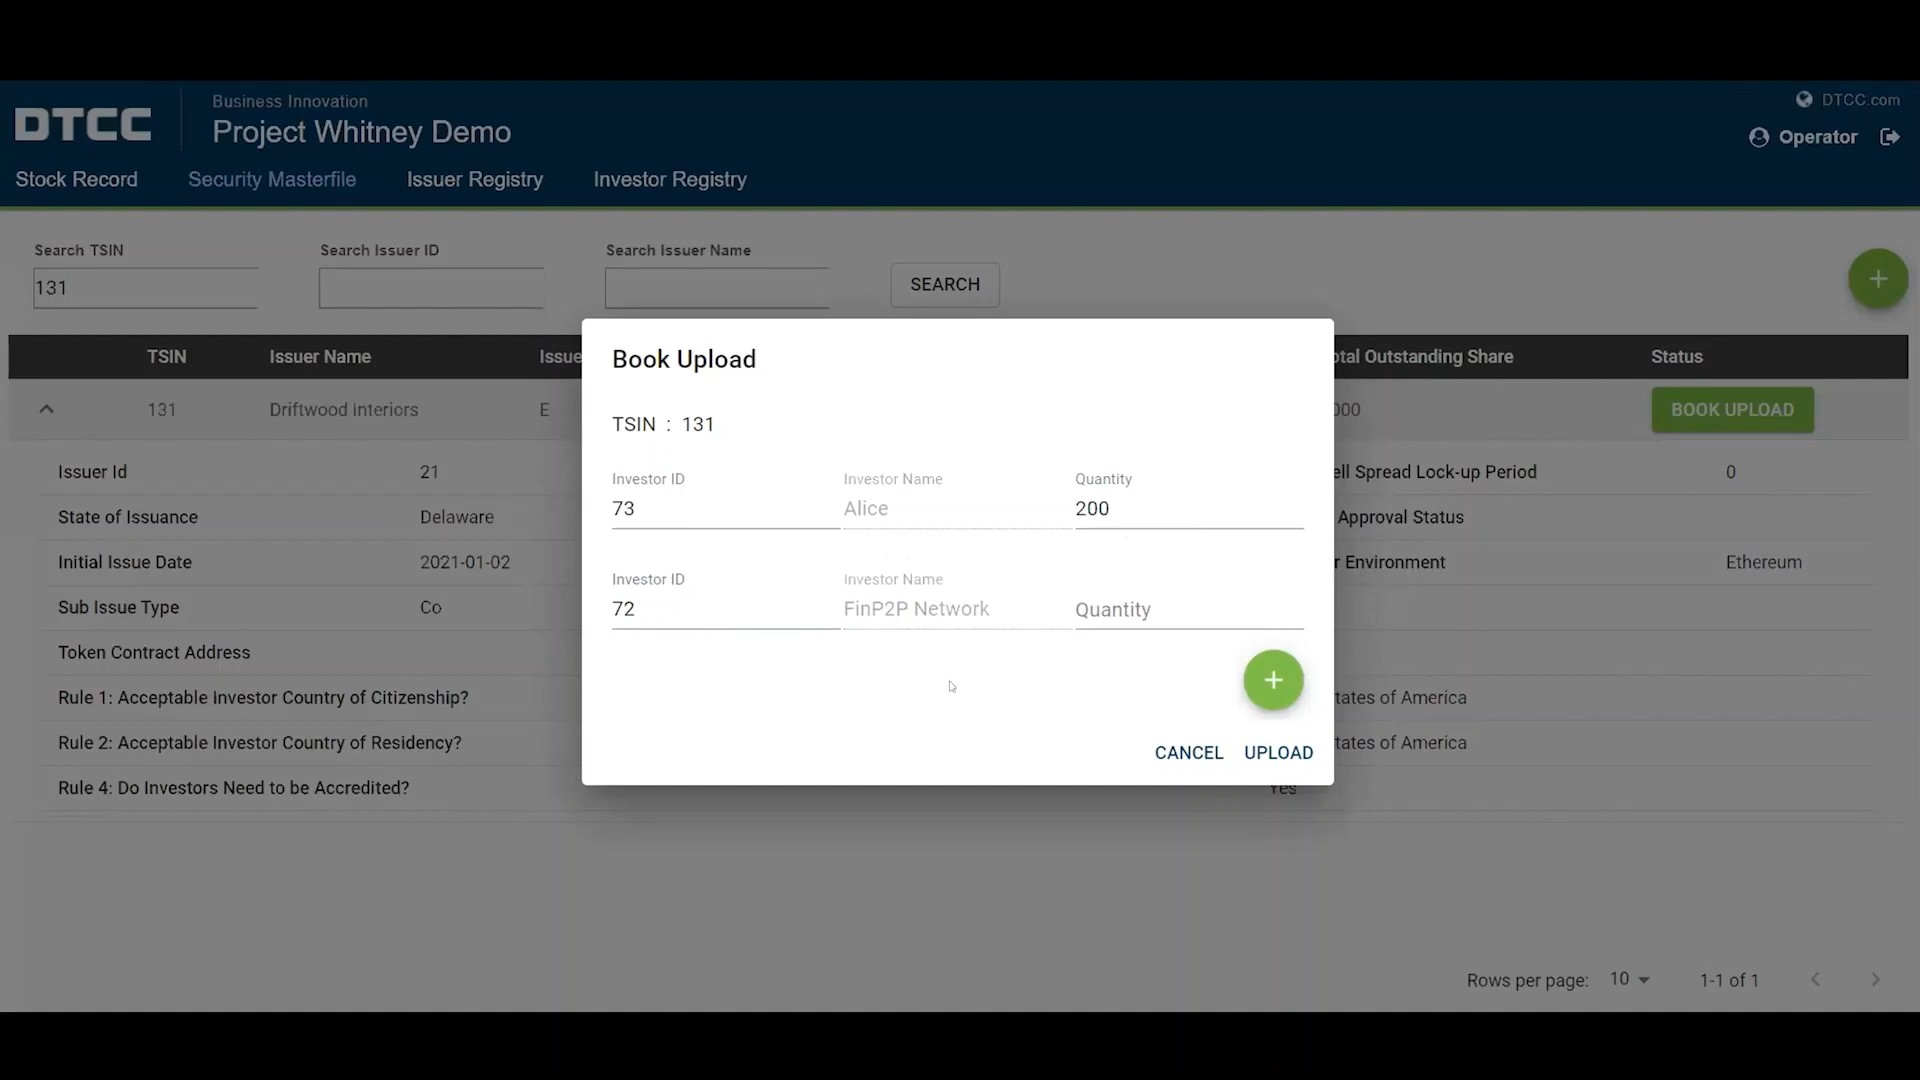 DTCC
Business Innovation
Project Whitney Demo
DTCC.com
Operator
Stock Record
Security Masterfile
Issuer Registry
Investor Registry
Search TSIN
Search Issuer ID
Search Issuer Name
131
SEARCH
TSIN
Issuer Name
Issue
otal Outstanding Share
Status
131
Driftwood Interiors
E
000
BOOK UPLOAD
Issuer Id
21
ell Spread Lock-up Period
0
State of Issuance
Delaware
Approval Status
Initial Issue Date
2021-01-02
r Environment
Ethereum
Sub Issue Type
Co
Token Contract Address
Rule 1: Acceptable Investor Country of Citizenship?
tates of America
Rule 2: Acceptable Investor Country of Residency?
tates of America
Rule 4: Do Investors Need to be Accredited?
Yes
Book Upload
TSIN : 131
Investor ID
Investor Name
Quantity
73
Alice
200
Investor ID
Investor Name
72
FinP2P Network
Quantity
CANCEL
UPLOAD
Rows per page:
10
1-1 of 1